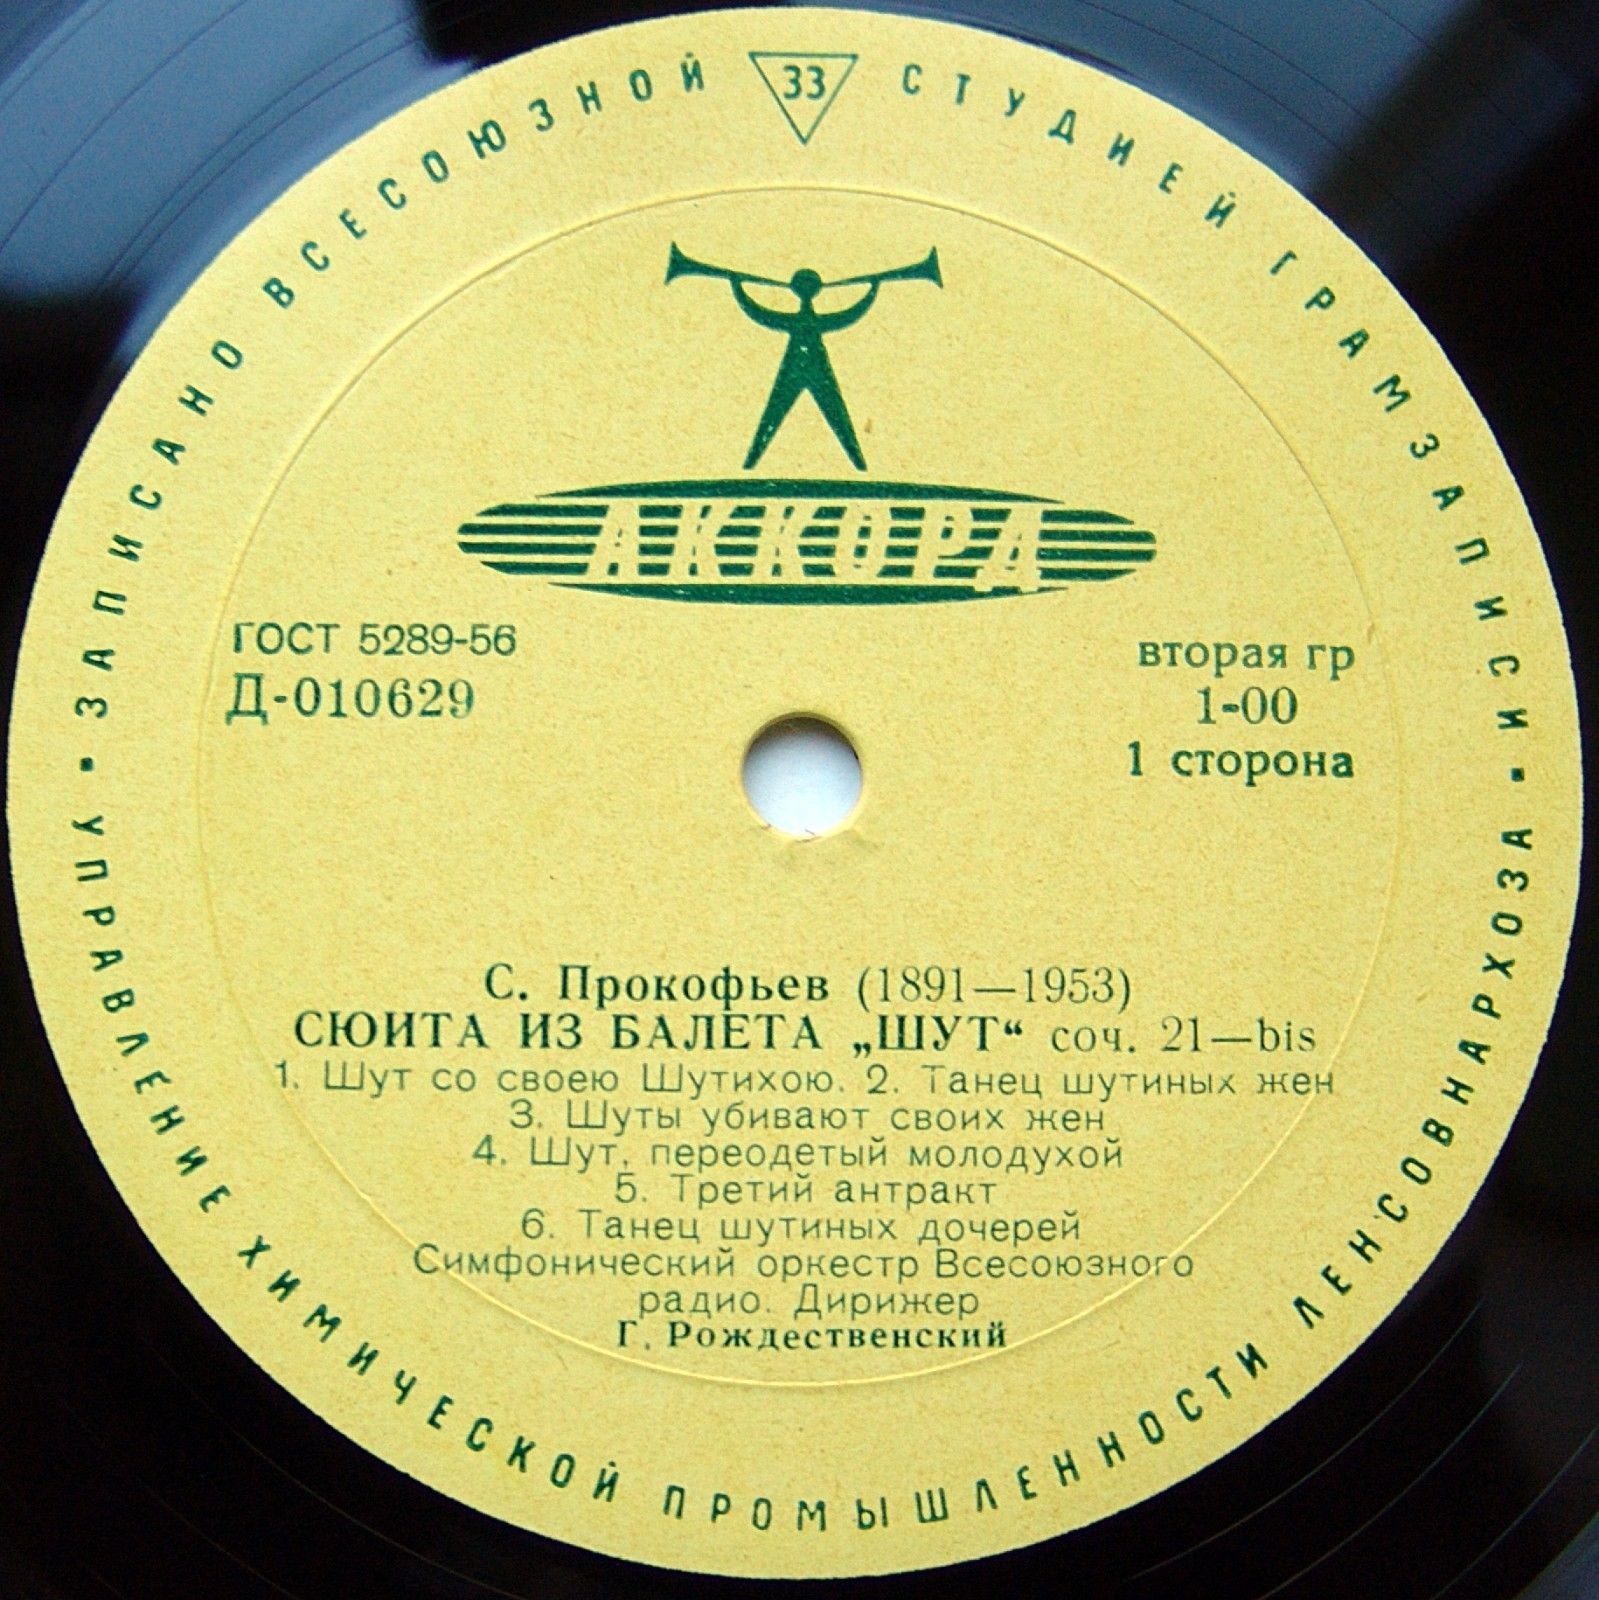 ЗАПИСАНО ВСЕСОЮЗНОЙ СТУДИЕЙ ГРАМЗАПИСИ
33
АККОРД
ГОСТ 5289-56
Д-010629
вторая гр
1-00
1 сторона
С. Прокофьев (1891—1953)
СЮИТА ИЗ БАЛЕТА „ШУТ“ соч. 21—bis
1. Шут со своею Шутихою. 2. Танец шутиных жен
3. Шуты убивают своих жен
4. Шут, переодетый молодухой
5. Третий антракт
6. Танец шутиных дочерей
Симфонический оркестр Всесоюзного
радио. Дирижер
Г. Рождественский
УПРАВЛЕНИЕ ХИМИЧЕСКОЙ ПРОМЫШЛЕННОСТИ ЛЕНСОВНАРХОЗА